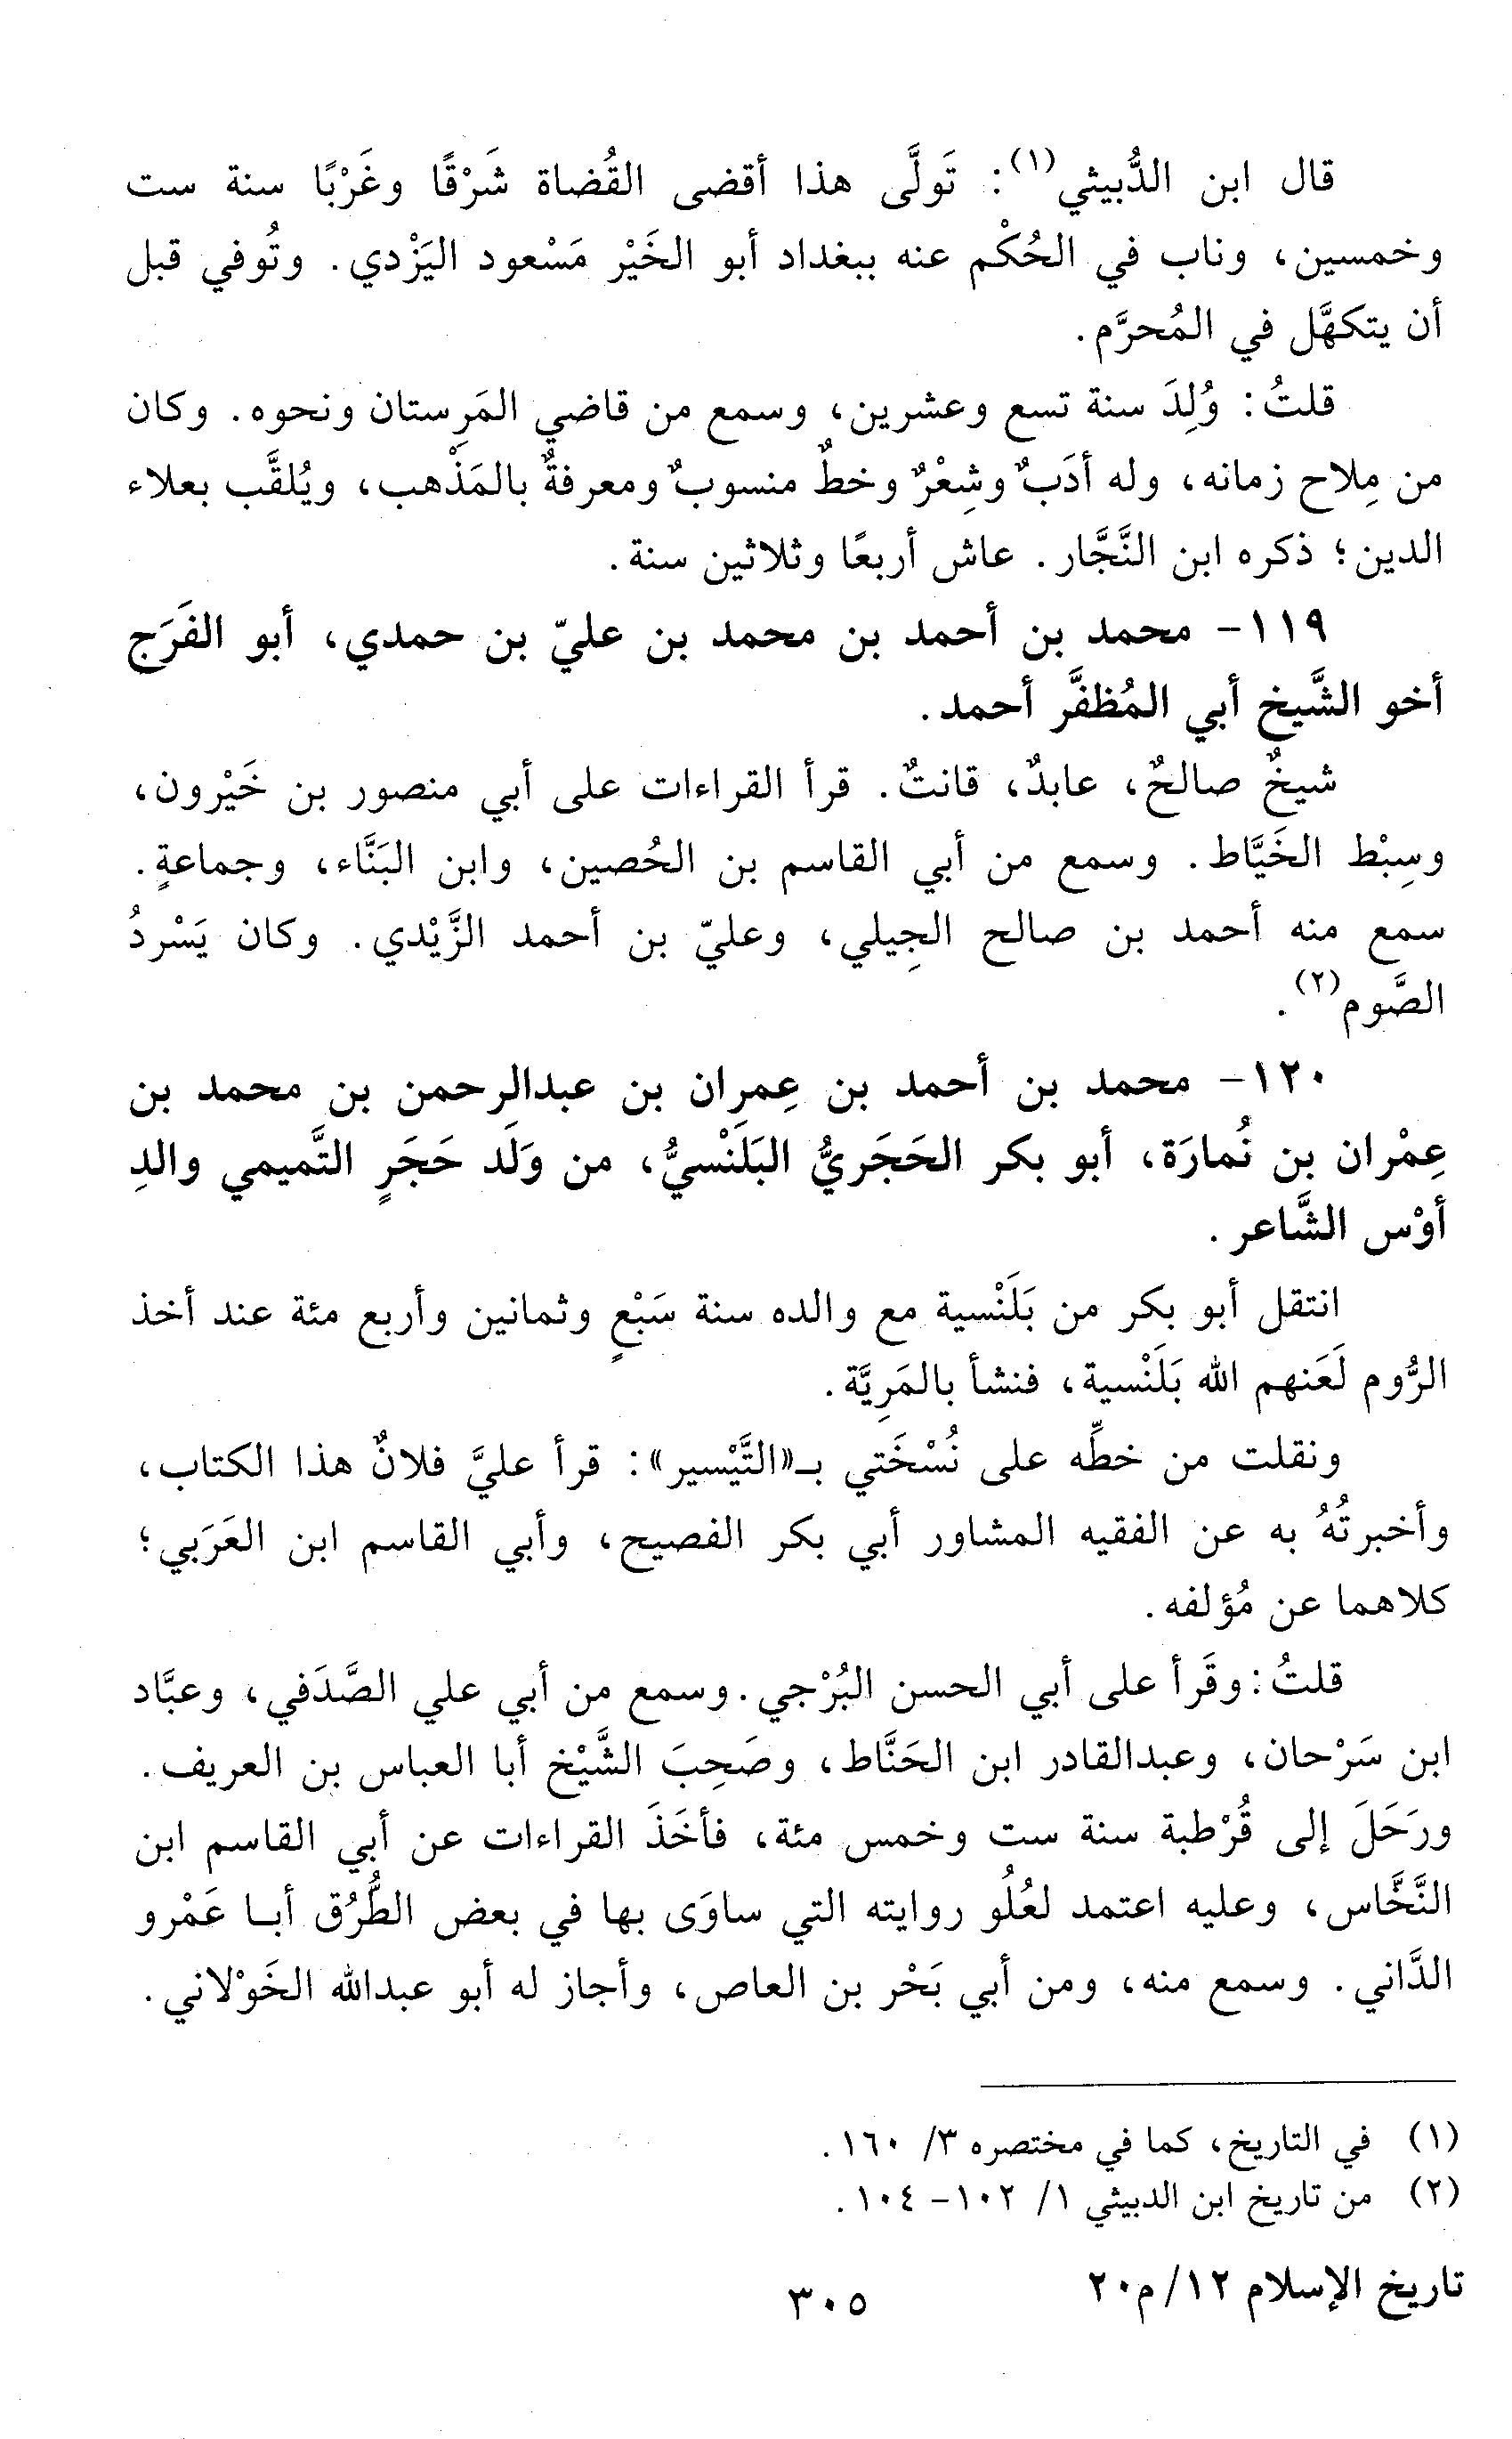 قال ابن الدُّبيثي(١): تَولَّى هذا أقضى القُضاة شَرْقًا وغَرْبًا سنة ست
وخمسين، وناب في الحُكْم عنه ببغداد أبو الخَيْر مَسْعود اليَزْدي. وتُوفي قبل
أن يتكهَّل في المُحرَّم.
قلتُ: وُلِدَ سنة تسع وعشرين، وسمع من قاضي المَرِستان ونحوه. وكان
من مِلاح زمانه، وله أدَبٌ وشِعْرٌ وخطٌ منسوبٌ ومعرفةٌ بالمَذْهب، ويُلقَّب بعلاء
الدين؛ ذكره ابن النَّجَّار. عاش أربعًا وثلاثين سنة.
١١٩- محمد بن أحمد بن محمد بن عليّ بن حمدي، أبو الفَرَج
أخو الشَّيخ أبي المُظفَّر أحمد.
شيخٌ صالحٌ، عابدٌ، قانتٌ. قرأ القراءات على أبي منصور بن خَيْرون،
وسِبْط الخَيَّاط. وسمع من أبي القاسم بن الحُصين، وابن البَنَّاء، وجماعةٍ.
سمع منه أحمد بن صالح الجِيلي، وعليّ بن أحمد الزَّيْدي. وكان يَسْردُ
الصَّوم(٢).
١٢٠- محمد بن أحمد بن عِمرِان بن عبدالرحمن بن محمد بن
عِمْران بن نُمارَة، أبو بكر الحَجَريُّ البَلَنْسيُّ، من وَلَد حَجَرٍ التَّميمي والدِ
أوْس الشَّاعر.
انتقل أبو بكر من بَلَنْسية مع والده سنة سَبْعٍ وثمانين وأربع مئة عند أخذ
الرُّوم لَعَنهم الله بَلَنْسية، فنشأ بالمَرِيَّة.
ونقلت من خطِّه على نُسْخَتي بـ«التَّيْسير»: قرأ عليَّ فلانٌ هذا الكتاب،
وأخبرتُهُ به عن الفقيه المشاور أبي بكر الفصيح، وأبي القاسم ابن العَرَبي؛
كلاهما عن مُؤلفه.
قلتُ: وقَرأ على أبي الحسن البُرْجي. وسمع من أبي علي الصَّدَفي، وعبَّاد
ابن سَرْحان، وعبدالقادر ابن الحَنَّاط، وصَحِبَ الشَّيْخ أبا العباس بن العريف.
ورَحَلَ إلى قُرْطبة سنة ست وخمس مئة، فأخَذَ القراءات عن أبي القاسم ابن
النَّخَّاس، وعليه اعتمد لعُلُو روايته التي ساوَى بها في بعض الطُّرُق أبـا عَمْرو
الدَّاني. وسمع منه، ومن أبي بَحْر بن العاص، وأجاز له أبو عبدالله الخَوْلاني.
(١) في التاريخ، كما في مختصره ٣/ ١٦٠.
(٢) من تاريخ ابن الدبيثي ١/ ١٠٢- ١٠٤.
تاريخ الإسلام ١٢/ م٢٠
٣٠٥